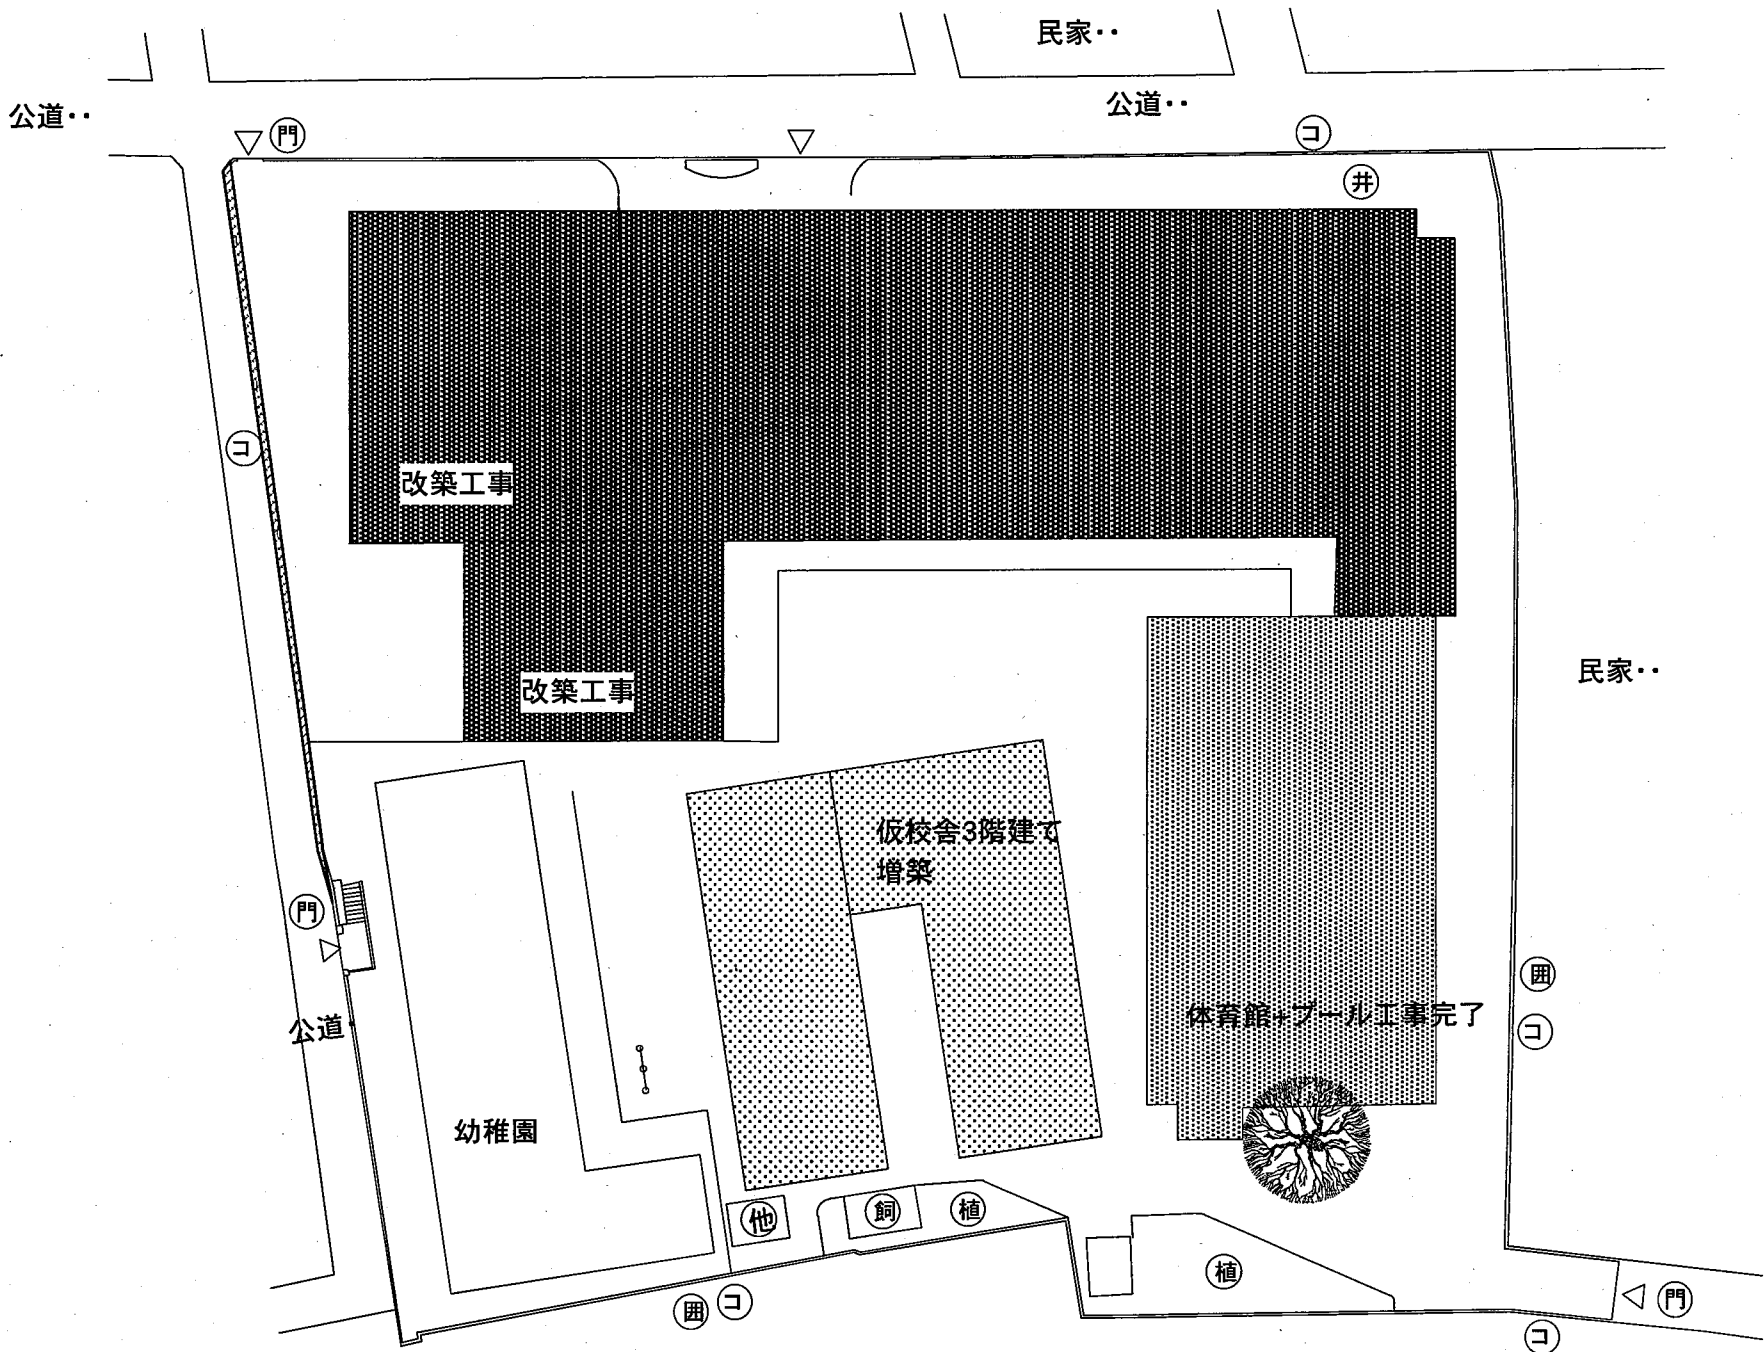 民家··
公道··
公道··
門
コ
井
コ
改築工事
改築工事
民家··
仮校舎3階建て
増築
門
囲
体育館+プール工事完了
コ
公道·
幼稚園
他
飼
植
植
囲
コ
門
コ